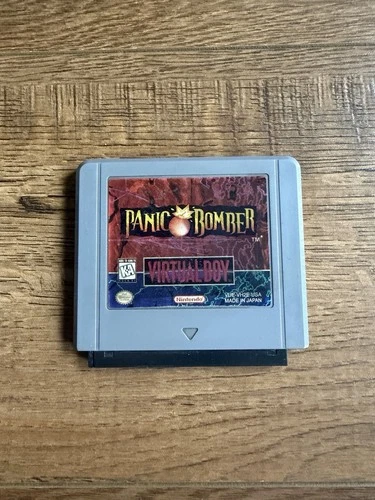 PANIC BOMBER
TM
K-A
VIRTUAL BOY
Nintendo
VUE-VH2E-USA
MADE IN JAPAN